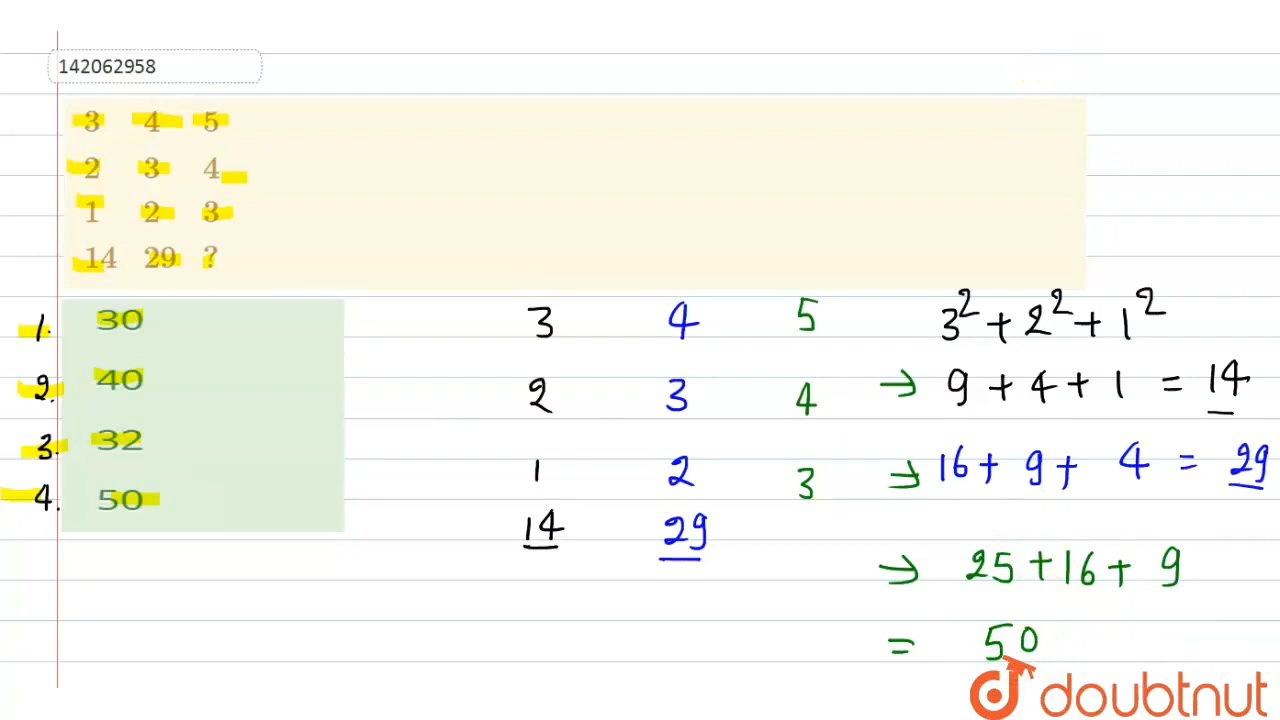 142062958
3 4 5
2 3 4
1 2 3
14 29 ?
1. 30
2. 40
3. 32
4. 50
3 4 5 3² + 2² + 1²
2 3 4 → 9 + 4 + 1 = 14
1 2 3 → 16 + 9 + 4 = 29
14 29
→ 25 + 16 + 9
= 50
doubtnut